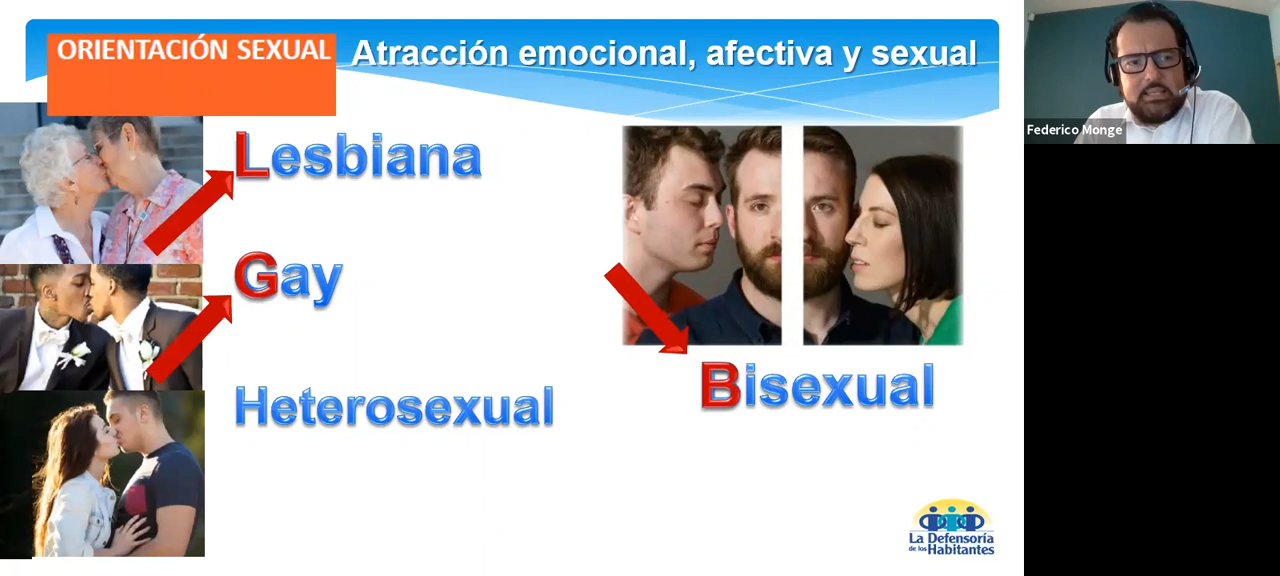 ORIENTACIÓN SEXUAL
Atracción emocional, afectiva y sexual
Lesbiana
Gay
Heterosexual
Bisexual
La Defensoría
de los Habitantes
Federico Monge